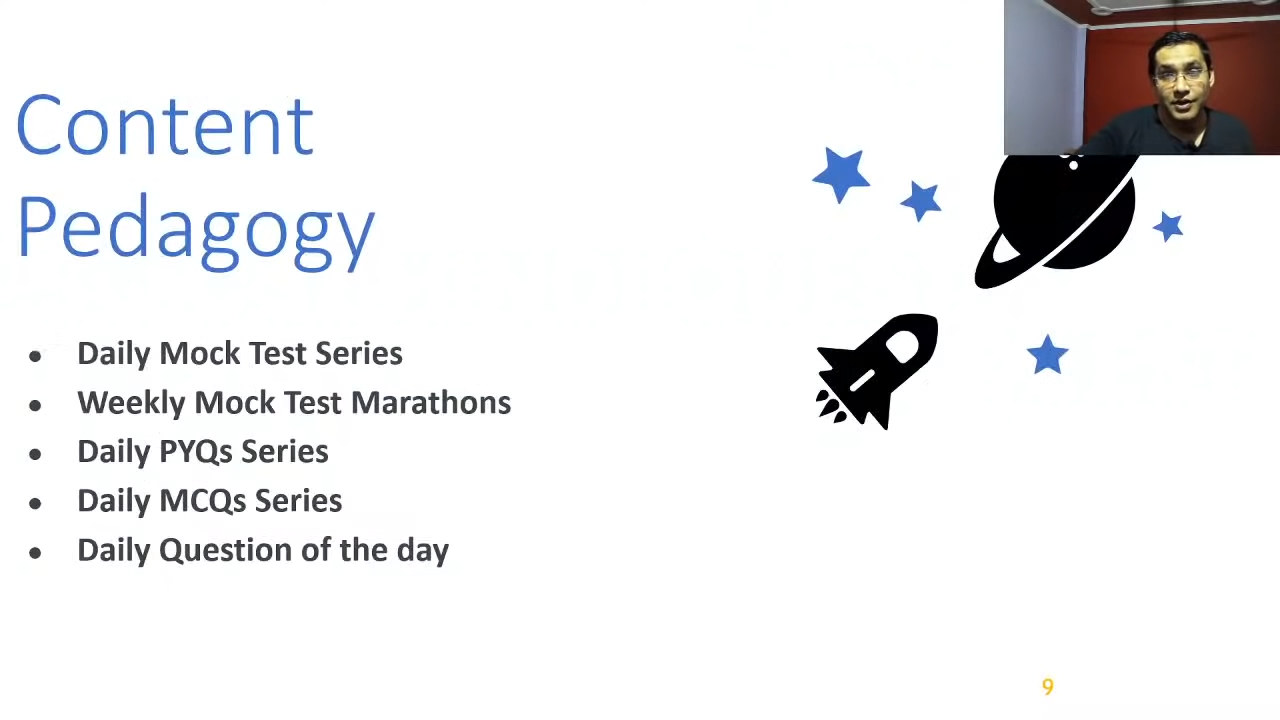 Content
Pedagogy
● Daily Mock Test Series
● Weekly Mock Test Marathons
● Daily PYQs Series
● Daily MCQs Series
● Daily Question of the day
9